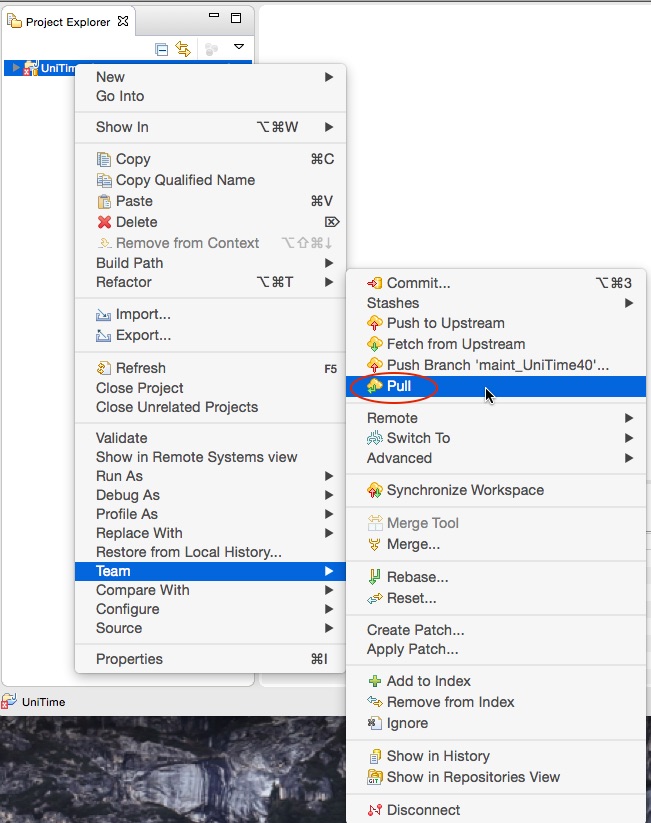 Project Explorer
UniTim
New
Go Into
Show In ⌥⌘W
Copy ⌘C
Copy Qualified Name
Paste ⌘V
Delete ⌦
Remove from Context ⌥⇧⌘↓
Build Path
Refactor ⌥⌘T
Import...
Export...
Refresh F5
Close Project
Close Unrelated Projects
Validate
Show in Remote Systems view
Run As
Debug As
Profile As
Replace With
Restore from Local History...
Team
Compare With
Configure
Source
Properties ⌘I
Commit... ⌥⌘3
Stashes
Push to Upstream
Fetch from Upstream
Push Branch 'maint_UniTime40'...
Pull
Remote
Switch To
Advanced
Synchronize Workspace
Merge Tool
Merge...
Rebase...
Reset...
Create Patch...
Apply Patch...
Add to Index
Remove from Index
Ignore
Show in History
GIT Show in Repositories View
Disconnect
UniTime